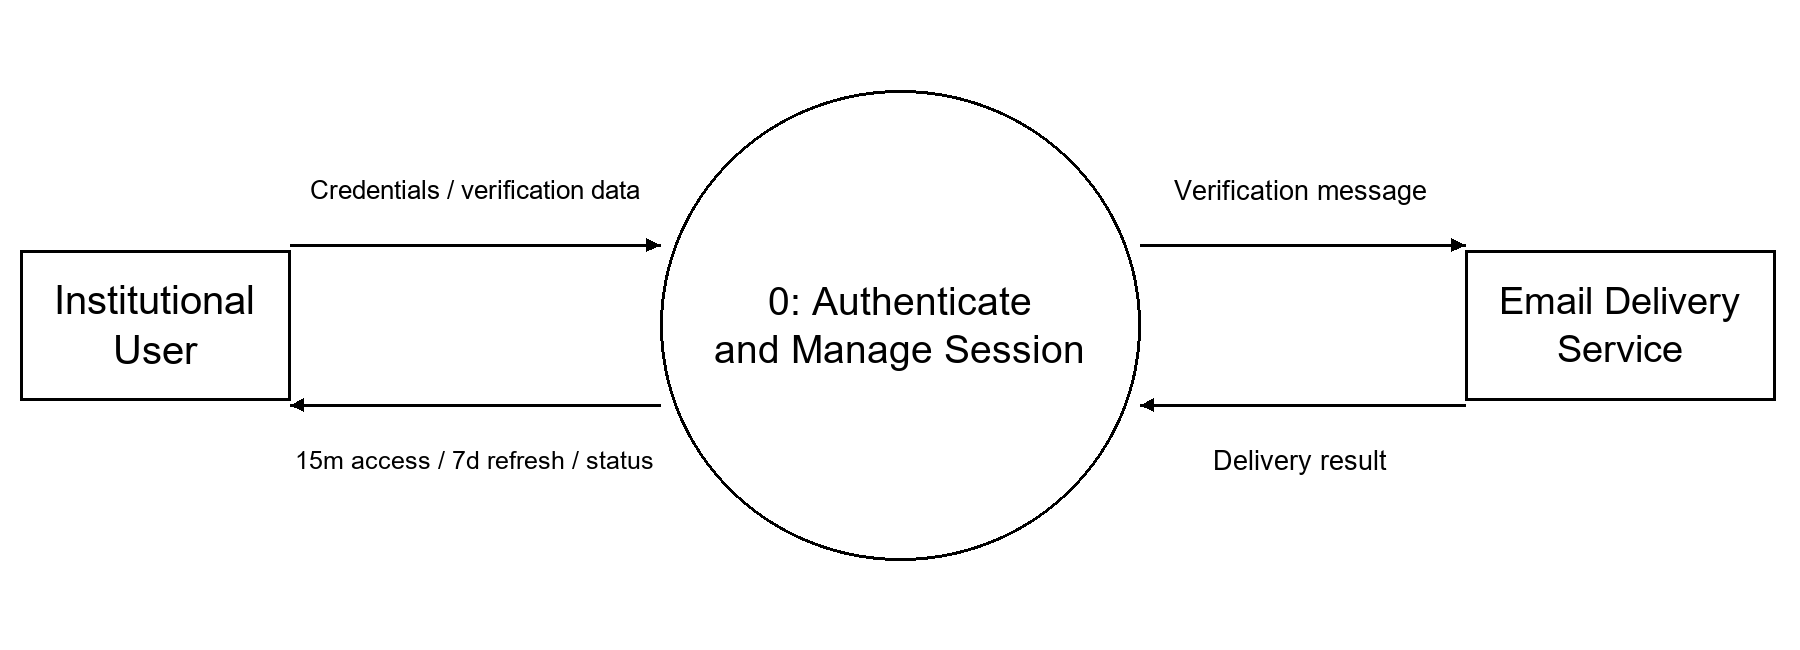 Credentials / verification data
Verification message
Institutional
User
0: Authenticate
and Manage Session
Email Delivery
Service
15m access / 7d refresh / status
Delivery result